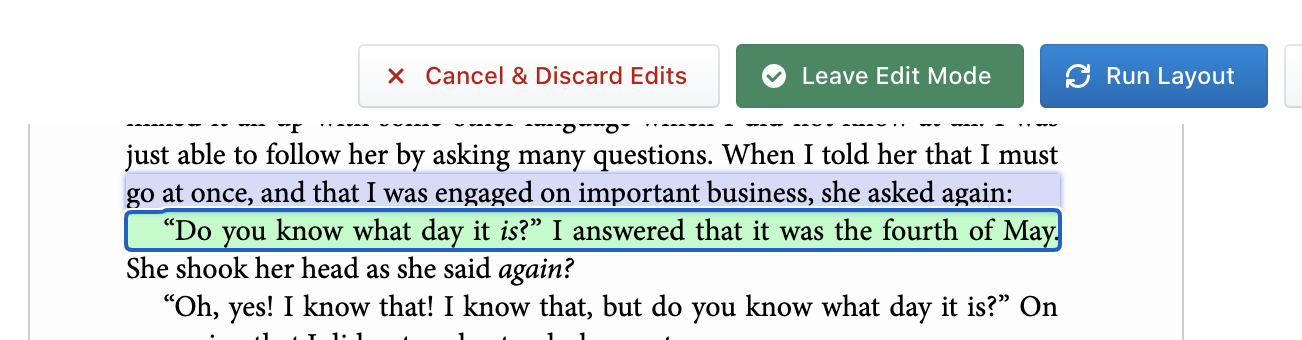 Cancel & Discard Edits Leave Edit Mode Run Layout
just able to follow her by asking many questions. When I told her that I must
go at once, and that I was engaged on important business, she asked again:
“Do you know what day it is?” I answered that it was the fourth of May.
She shook her head as she said again?
“Oh, yes! I know that! I know that, but do you know what day it is?” On